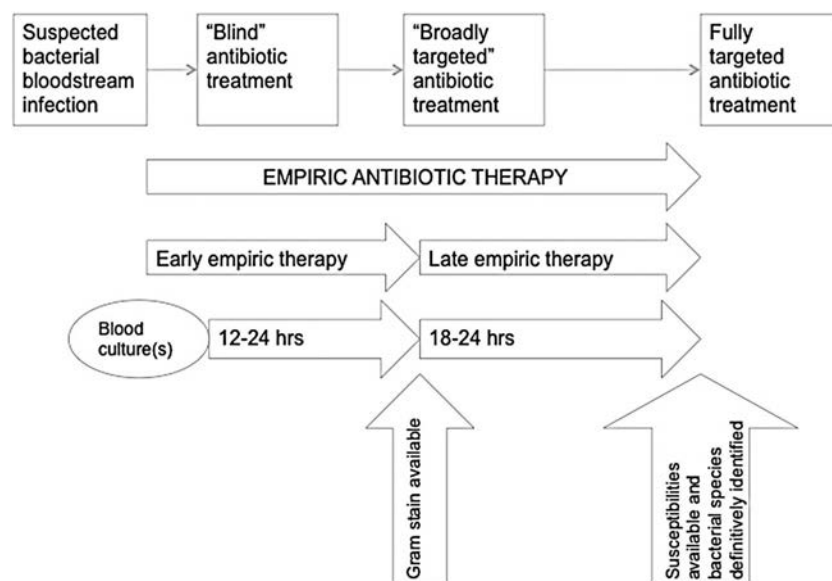 Suspected
bacterial
bloodstream
infection
“Blind”
antibiotic
treatment
“Broadly
targeted”
antibiotic
treatment
Fully
targeted
antibiotic
treatment
EMPIRIC ANTIBIOTIC THERAPY
Early empiric therapy
Late empiric therapy
Blood
culture(s)
12-24 hrs
18-24 hrs
Gram stain available
Susceptibilities
available and
bacterial species
definitively identified